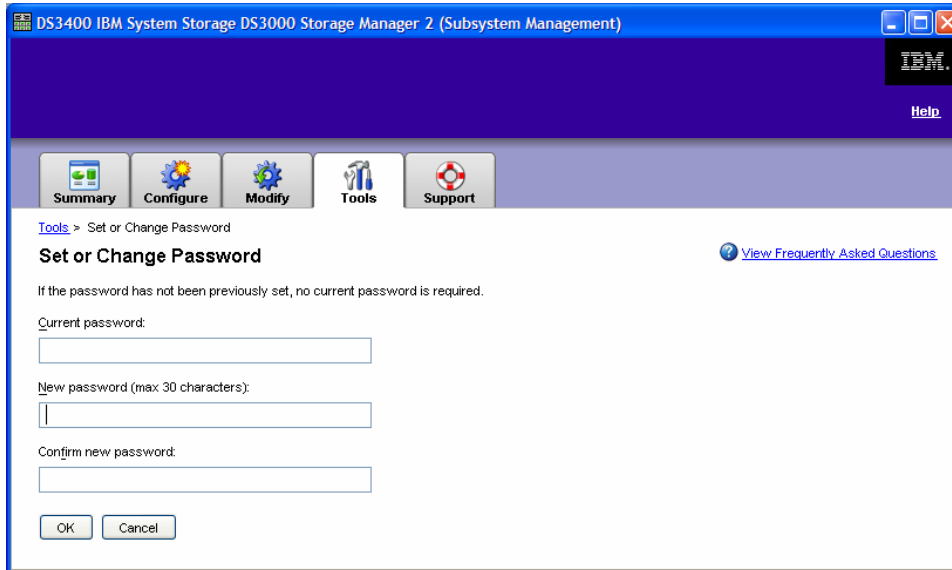 DS3400 IBM System Storage DS3000 Storage Manager 2 (Subsystem Management)
IBM.
Help
Summary
Configure
Modify
Tools
Support
Tools > Set or Change Password
Set or Change Password
View Frequently Asked Questions
If the password has not been previously set, no current password is required.
Current password:
New password (max 30 characters):
Confirm new password:
OK
Cancel